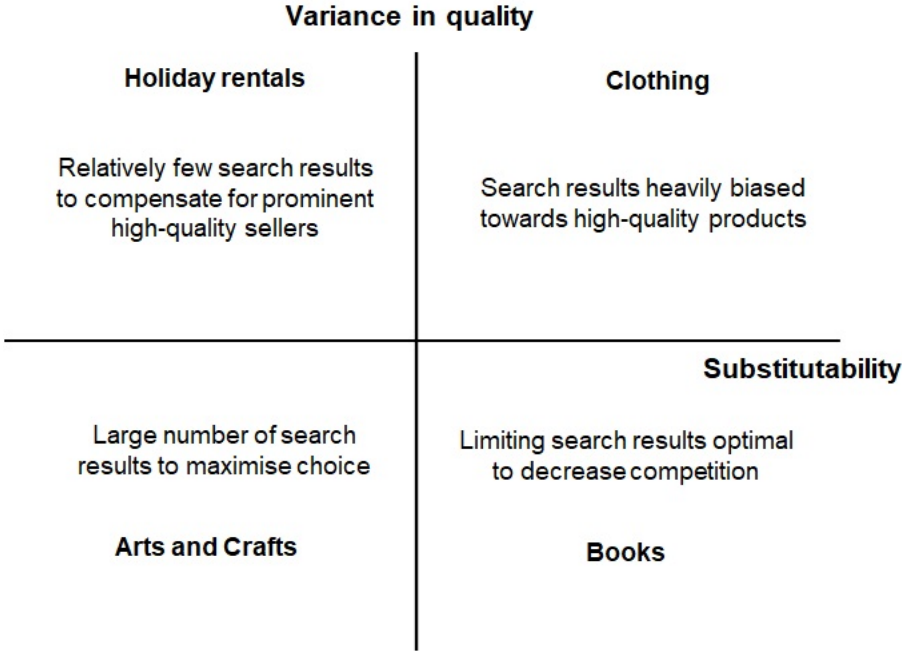 Variance in quality
Holiday rentals
Clothing
Relatively few search results
to compensate for prominent
high-quality sellers
Search results heavily biased
towards high-quality products
Substitutability
Large number of search
results to maximise choice
Limiting search results optimal
to decrease competition
Arts and Crafts
Books